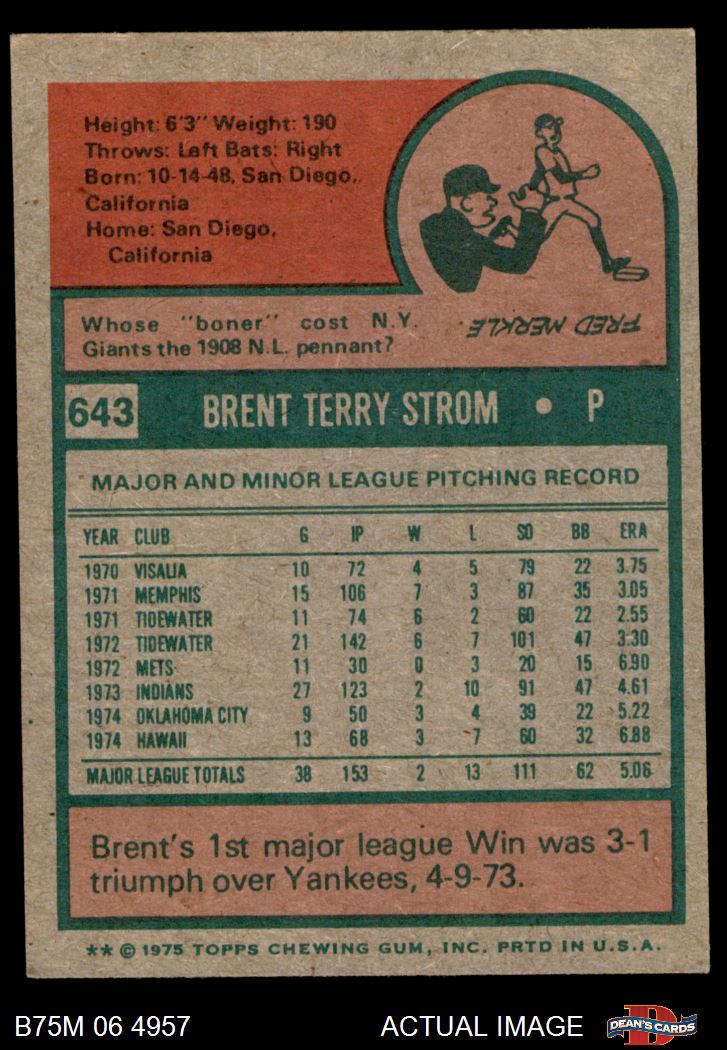 Height: 6'3" Weight: 190
Throws: Left Bats: Right
Born: 10-14-48, San Diego,
California
Home: San Diego,
California
Whose "boner" cost N.Y.
Giants the 1908 N.L. pennant?
FRED MERKLE.
643 BRENT TERRY STROM • P
MAJOR AND MINOR LEAGUE PITCHING RECORD
YEAR CLUB G IP W L SO BB ERA
1970 VISALIA 10 72 4 5 79 22 3.75
1971 MEMPHIS 15 106 7 3 87 35 3.05
1971 TIDEWATER 11 74 6 2 60 22 2.55
1972 TIDEWATER 21 142 6 7 101 47 3.30
1972 METS 11 30 0 3 20 15 6.90
1973 INDIANS 27 123 2 10 91 47 4.61
1974 OKLAHOMA CITY 9 50 3 4 39 22 5.22
1974 HAWAII 13 68 3 7 60 32 6.88
MAJOR LEAGUE TOTALS 38 153 2 13 111 62 5.06
Brent's 1st major league Win was 3-1
triumph over Yankees, 4-9-73.
** © 1975 TOPPS CHEWING GUM, INC. PRTD IN U.S.A.
B75M 06 4957 ACTUAL IMAGE D DEAN'S CARDS